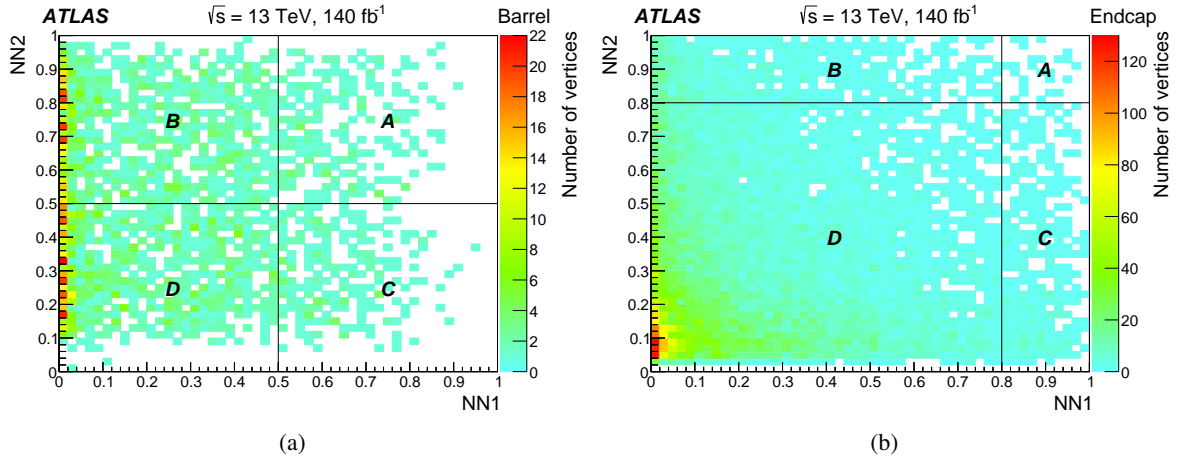 ATLAS √s = 13 TeV, 140 fb⁻¹ Barrel
NN2
1
0.9
0.8
0.7
0.6
0.5
0.4
0.3
0.2
0.1
0
B
A
D
C
0 0.1 0.2 0.3 0.4 0.5 0.6 0.7 0.8 0.9 1
NN1
22
20
18
16
14
12
10
8
6
4
2
0
Number of vertices
(a)
ATLAS √s = 13 TeV, 140 fb⁻¹ Endcap
NN2
1
0.9
0.8
0.7
0.6
0.5
0.4
0.3
0.2
0.1
0
B
A
D
C
0 0.1 0.2 0.3 0.4 0.5 0.6 0.7 0.8 0.9 1
NN1
120
100
80
60
40
20
0
Number of vertices
(b)